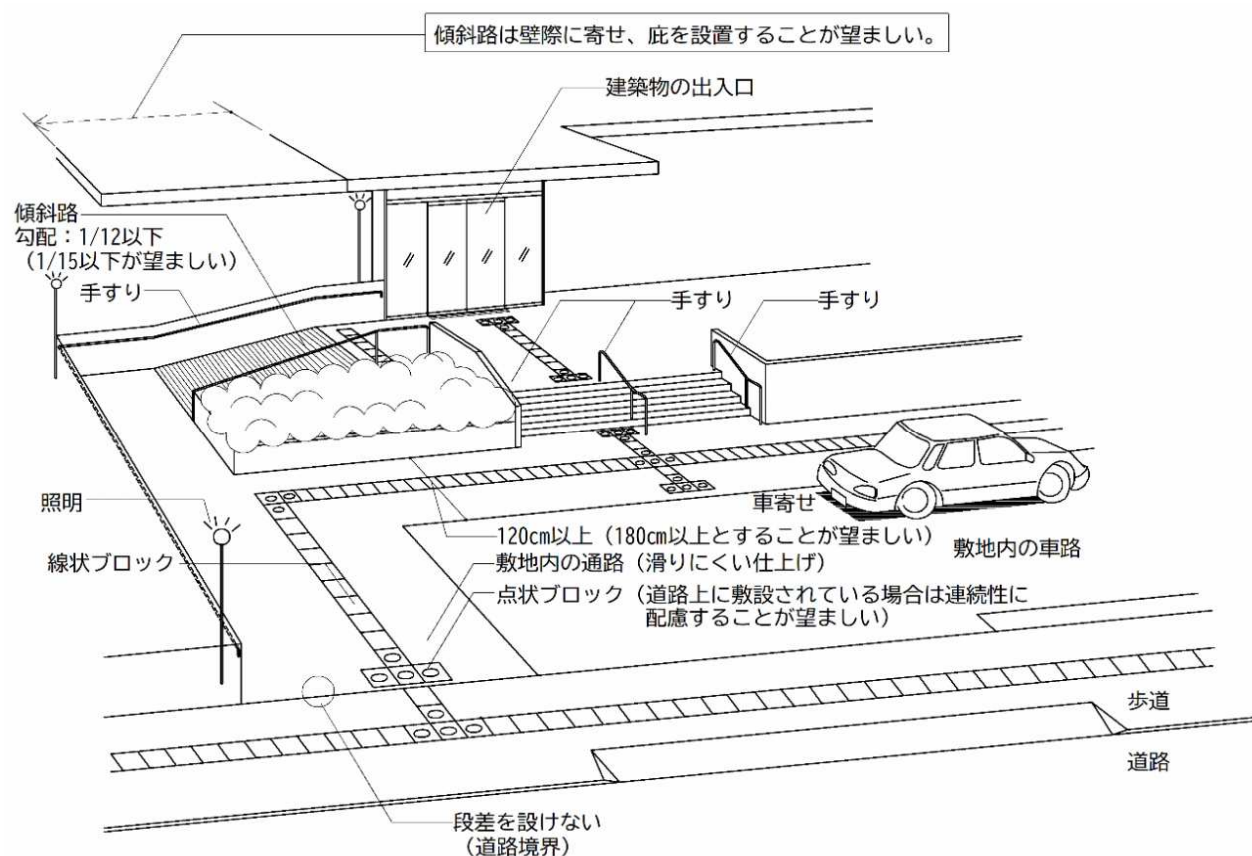 傾斜路は壁際に寄せ、庇を設置することが望ましい。
建築物の出入口
傾斜路
勾配：1/12以下
（1/15以下が望ましい）
手すり
手すり
手すり
照明
線状ブロック
車寄せ
120cm以上（180cm以上とすることが望ましい）
敷地内の車路
敷地内の通路（滑りにくい仕上げ）
点状ブロック（道路上に敷設されている場合は連続性に
配慮することが望ましい）
歩道
道路
段差を設けない
（道路境界）